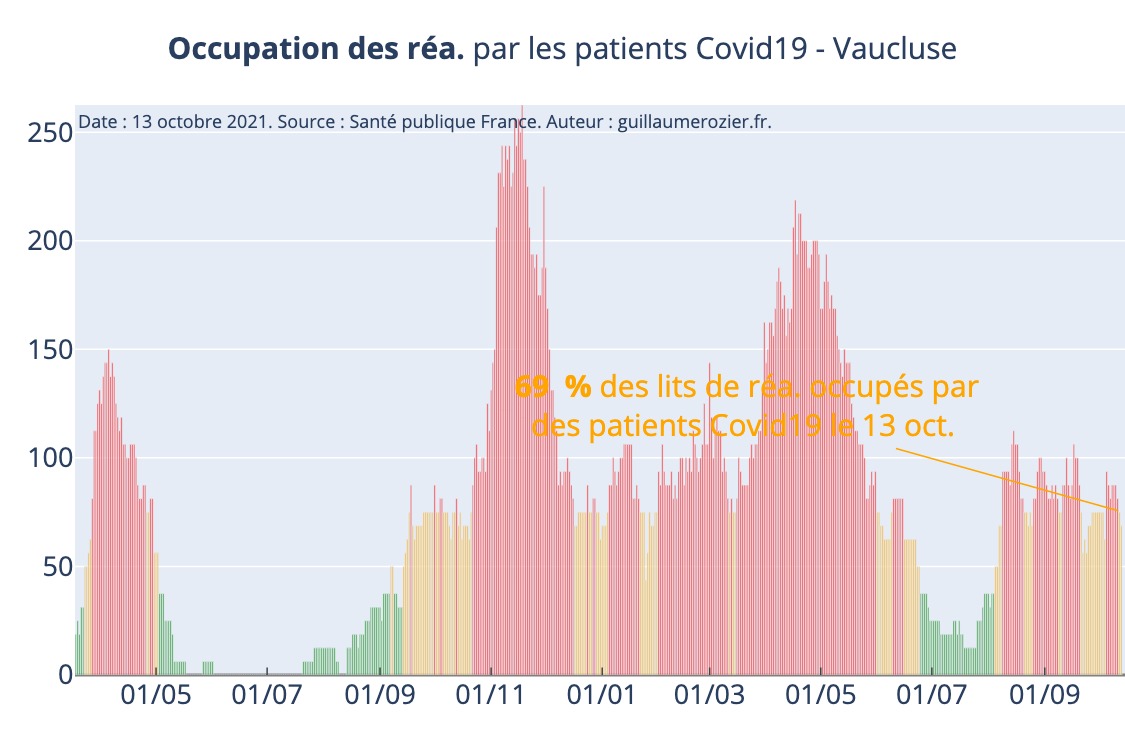 Occupation des réa. par les patients Covid19 - Vaucluse
Date : 13 octobre 2021. Source : Santé publique France. Auteur : guillaumerozier.fr.
250
200
150
69 % des lits de réa. occupés par
des patients Covid19 le 13 oct.
100
50
0
01/05 01/07 01/09 01/11 01/01 01/03 01/05 01/07 01/09